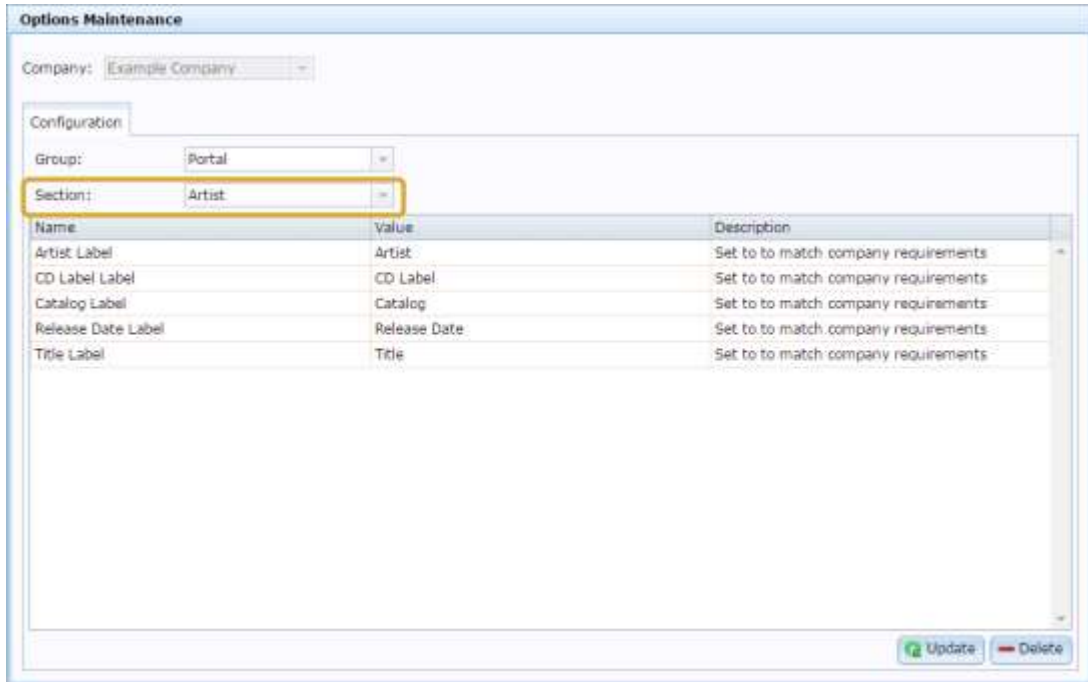 Options Maintenance
Company: Example Company
Configuration
Group: Portal
Section: Artist
Name Value Description
Artist Label Artist Set to to match company requirements
CD Label Label CD Label Set to to match company requirements
Catalog Label Catalog Set to to match company requirements
Release Date Label Release Date Set to to match company requirements
Title Label Title Set to to match company requirements
Update Delete